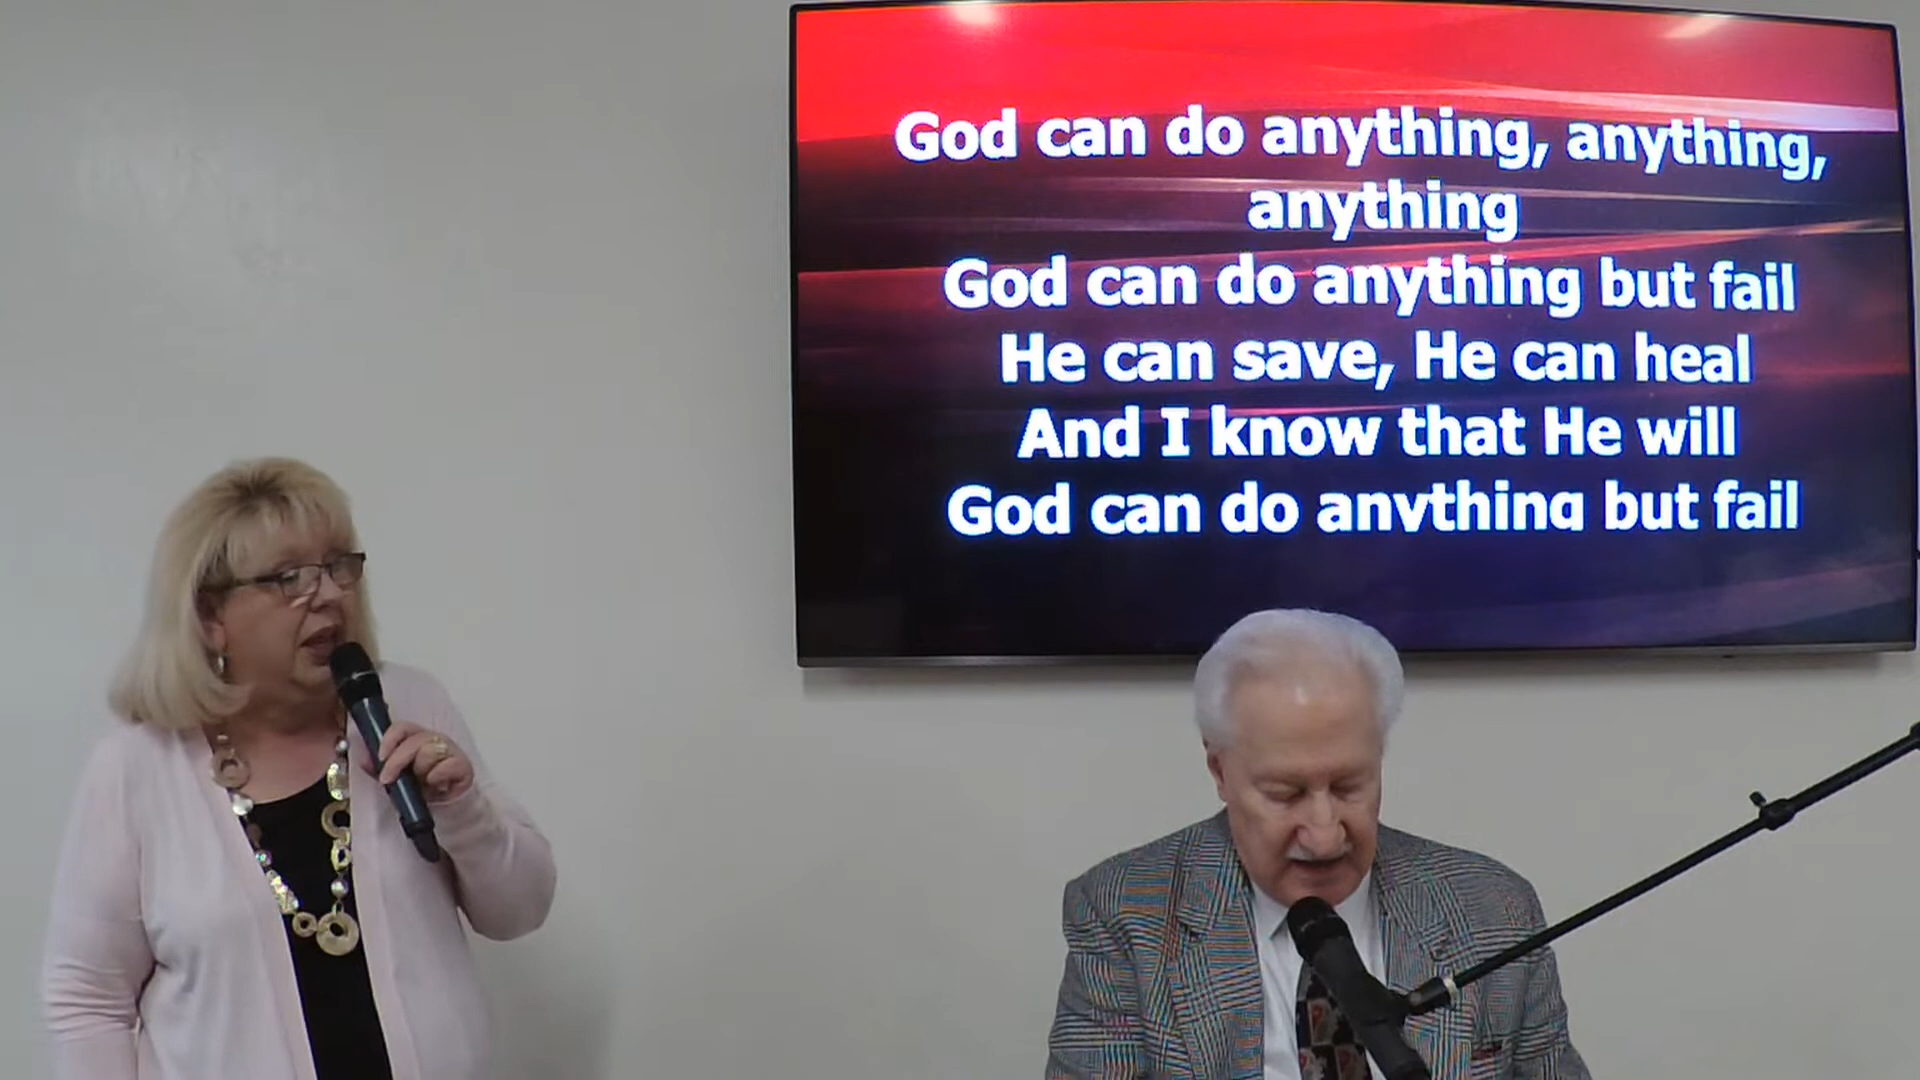 God can do anything, anything,
anything
God can do anything but fail
He can save, He can heal
And I know that He will
God can do anything but fail